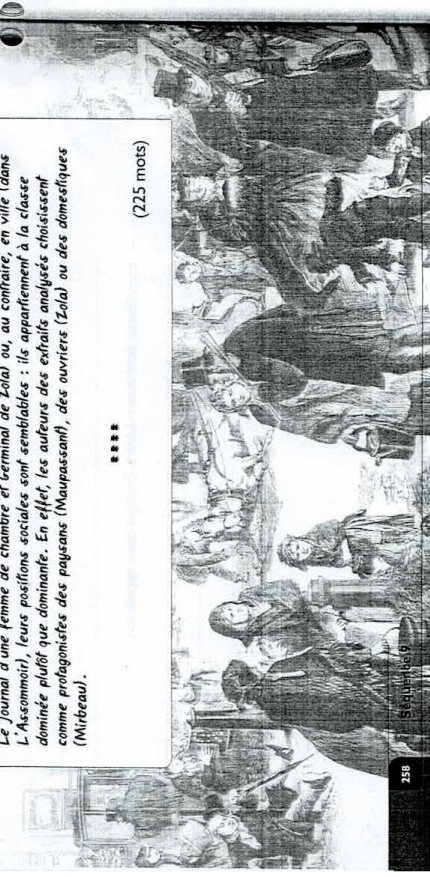 Le Journal d'une femme de chambre et Germinal de Zola) ou, au contraire, en ville (dans
L'Assommoir), leurs positions sociales sont semblables : ils appartiennent à la classe
dominée plutôt que dominante. En effet, les auteurs des extraits analysés choisissent
comme protagonistes des paysans (Maupassant), des ouvriers (Zola) ou des domestiques
(Mirbeau).
(225 mots)
****
258
Séquence 9